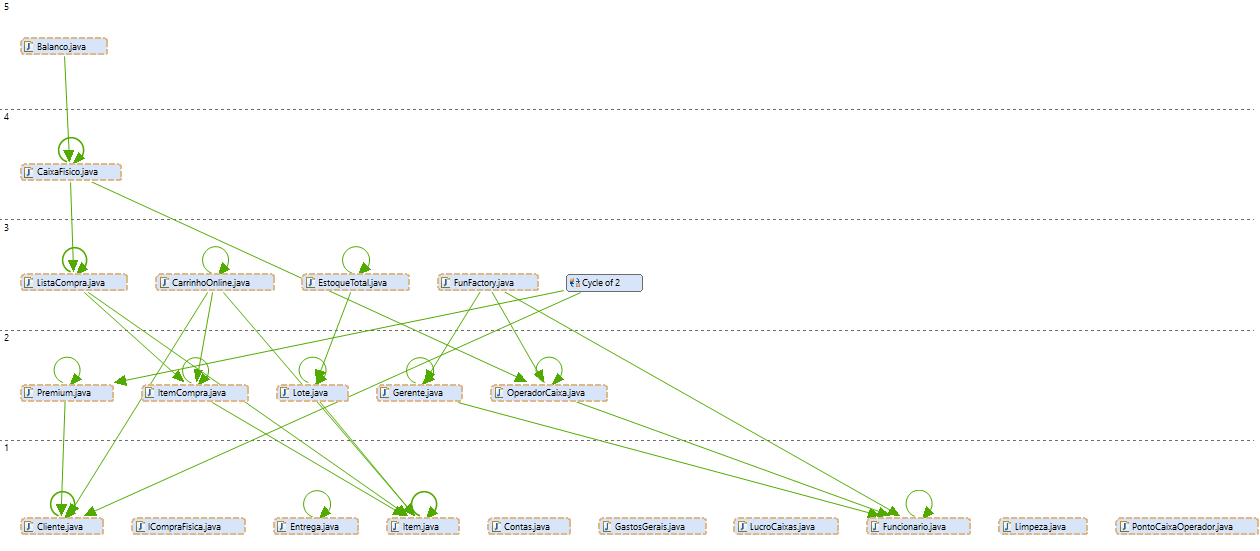 5
Balanco.java
4
CaixaFisico.java
3
ListaCompra.java CarrinhoOnline.java EstoqueTotal.java FunFactory.java Cycle of 2
2
Premium.java ItemCompra.java Lote.java Gerente.java OperadorCaixa.java
1
Cliente.java ICompraFisica.java Entrega.java Item.java Contas.java GastosGerais.java LucroCaixas.java Funcionario.java Limpeza.java PontoCaixaOperador.java